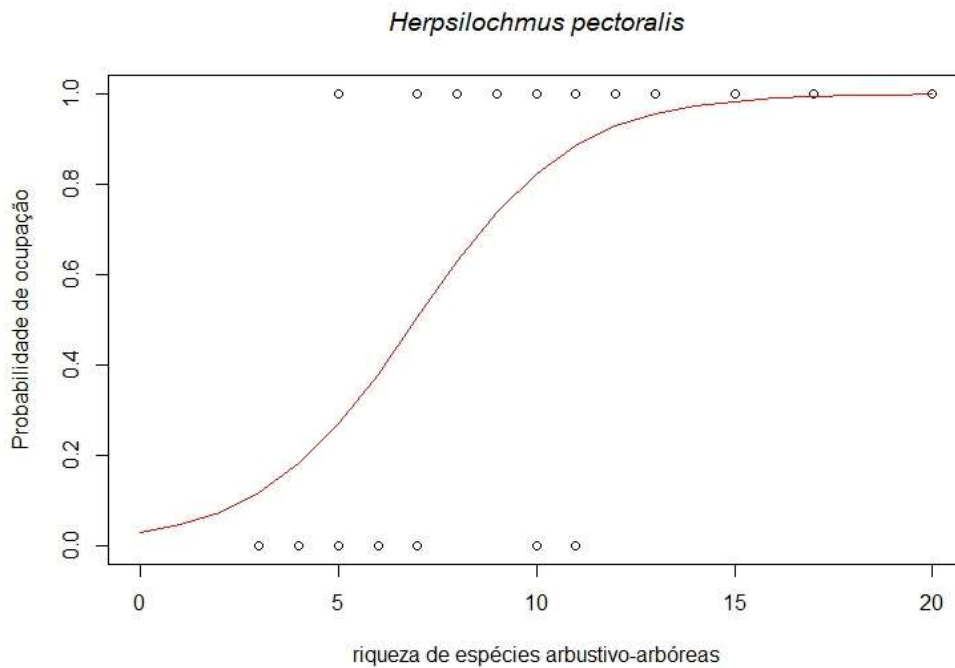 Herpsilochmus pectoralis
Probabilidade de ocupação
1.0
0.8
0.6
0.4
0.2
0.0
0 5 10 15 20
riqueza de espécies arbustivo-arbóreas